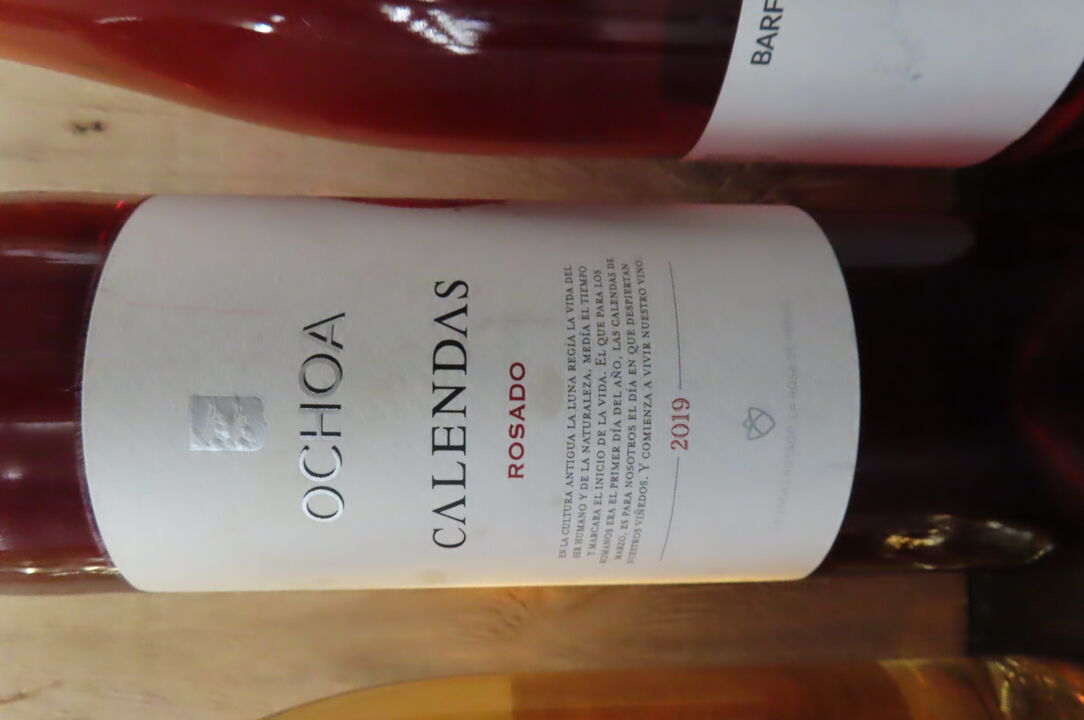 OCHOA
CALENDAS
ROSADO
EN LA CULTURA ANTIGUA LA LUNA REGÍA LA VIDA DEL
SER HUMANO Y DE LA NATURALEZA, MEDÍA EL TIEMPO
Y MARCABA EL INICIO DE LA VIDA. EL QUE PARA LOS
ROMANOS ERA EL PRIMER DÍA DEL AÑO, LAS CALENDAS DE
MARZO, ES PARA NOSOTROS EL DÍA EN QUE DESPIERTAN
NUESTROS VIÑEDOS. Y COMIENZA A VIVIR NUESTRO VINO.
2019
BARF